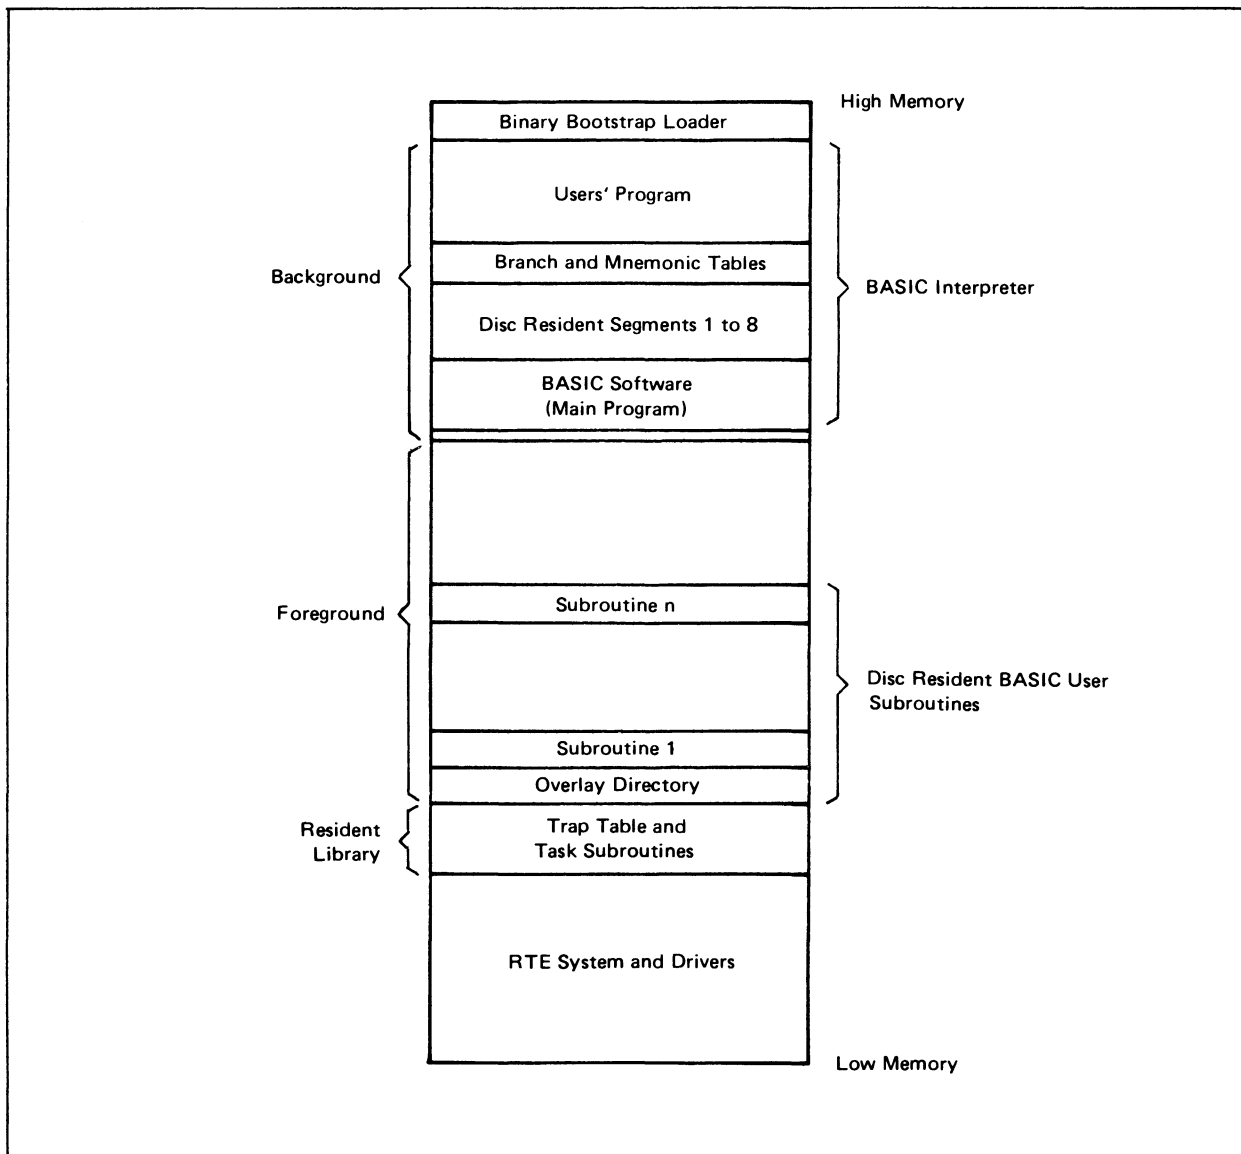 High Memory
Binary Bootstrap Loader
Users' Program
Branch and Mnemonic Tables
Background
BASIC Interpreter
Disc Resident Segments 1 to 8
BASIC Software
(Main Program)
Subroutine n
Foreground
Disc Resident BASIC User
Subroutines
Subroutine 1
Overlay Directory
Resident
Library
Trap Table and
Task Subroutines
RTE System and Drivers
Low Memory